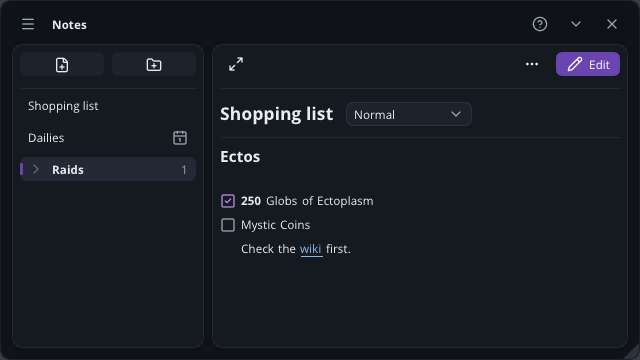 Notes
Edit
Shopping list
Dailies
Raids 1
Shopping list Normal
Ectos
250 Globs of Ectoplasm
Mystic Coins
Check the wiki first.